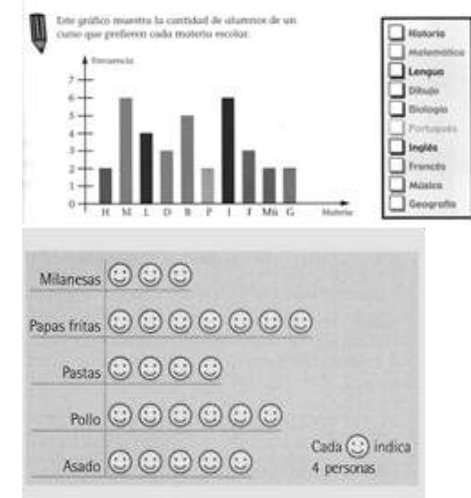 Este gráfico muestra la cantidad de alumnos de un
curso que prefieren cada materia escolar.
frecuencia
7
6
5
4
3
2
1
0
H M L D B P I F Mú G
Materia
Historia
Matemática
Lengua
Dibujo
Biología
Portugués
Inglés
Francés
Música
Geografía
Milanesas
Papas fritas
Pastas
Pollo
Asado
Cada indica
4 personas